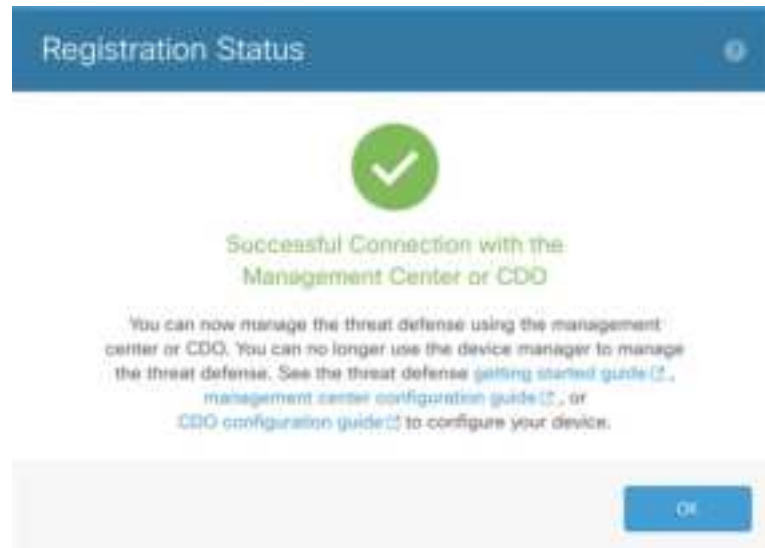 Registration Status
Successful Connection with the
Management Center or CDO
You can now manage the threat defense using the management
center or CDO. You can no longer use the device manager to manage
the threat defense. See the threat defense getting started guide,
management center configuration guide, or
CDO configuration guide to configure your device.
OK